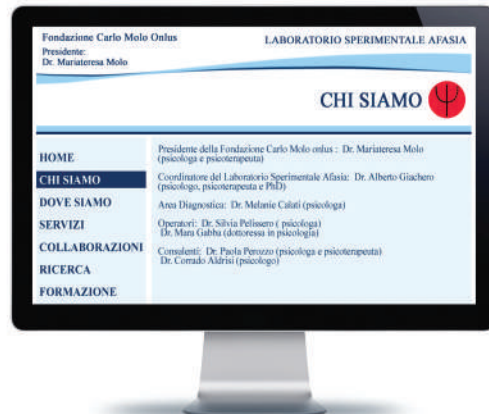 Fondazione Carlo Molo Onlus
Presidente:
Dr. Mariateresa Molo
LABORATORIO SPERIMENTALE AFASIA
CHI SIAMO
HOME
CHI SIAMO
DOVE SIAMO
SERVIZI
COLLABORAZIONI
RICERCA
FORMAZIONE
Presidente della Fondazione Carlo Molo onlus : Dr. Mariateresa Molo
(psicologa e psicoterapeuta)
Coordinatore del Laboratorio Sperimentale Afasia: Dr. Alberto Giachero
(psicologo, psicoterapeuta e PhD)
Area Diagnostica: Dr. Melanie Calati (psicologa)
Operatori: Dr. Silvia Pelissero ( psicologa)
Dr. Mara Gabba (dottoressa in psicologia)
Consulenti: Dr. Paola Perozzo (psicologa e psicoterapeuta)
Dr. Corrado Aldrisi (psicologo)